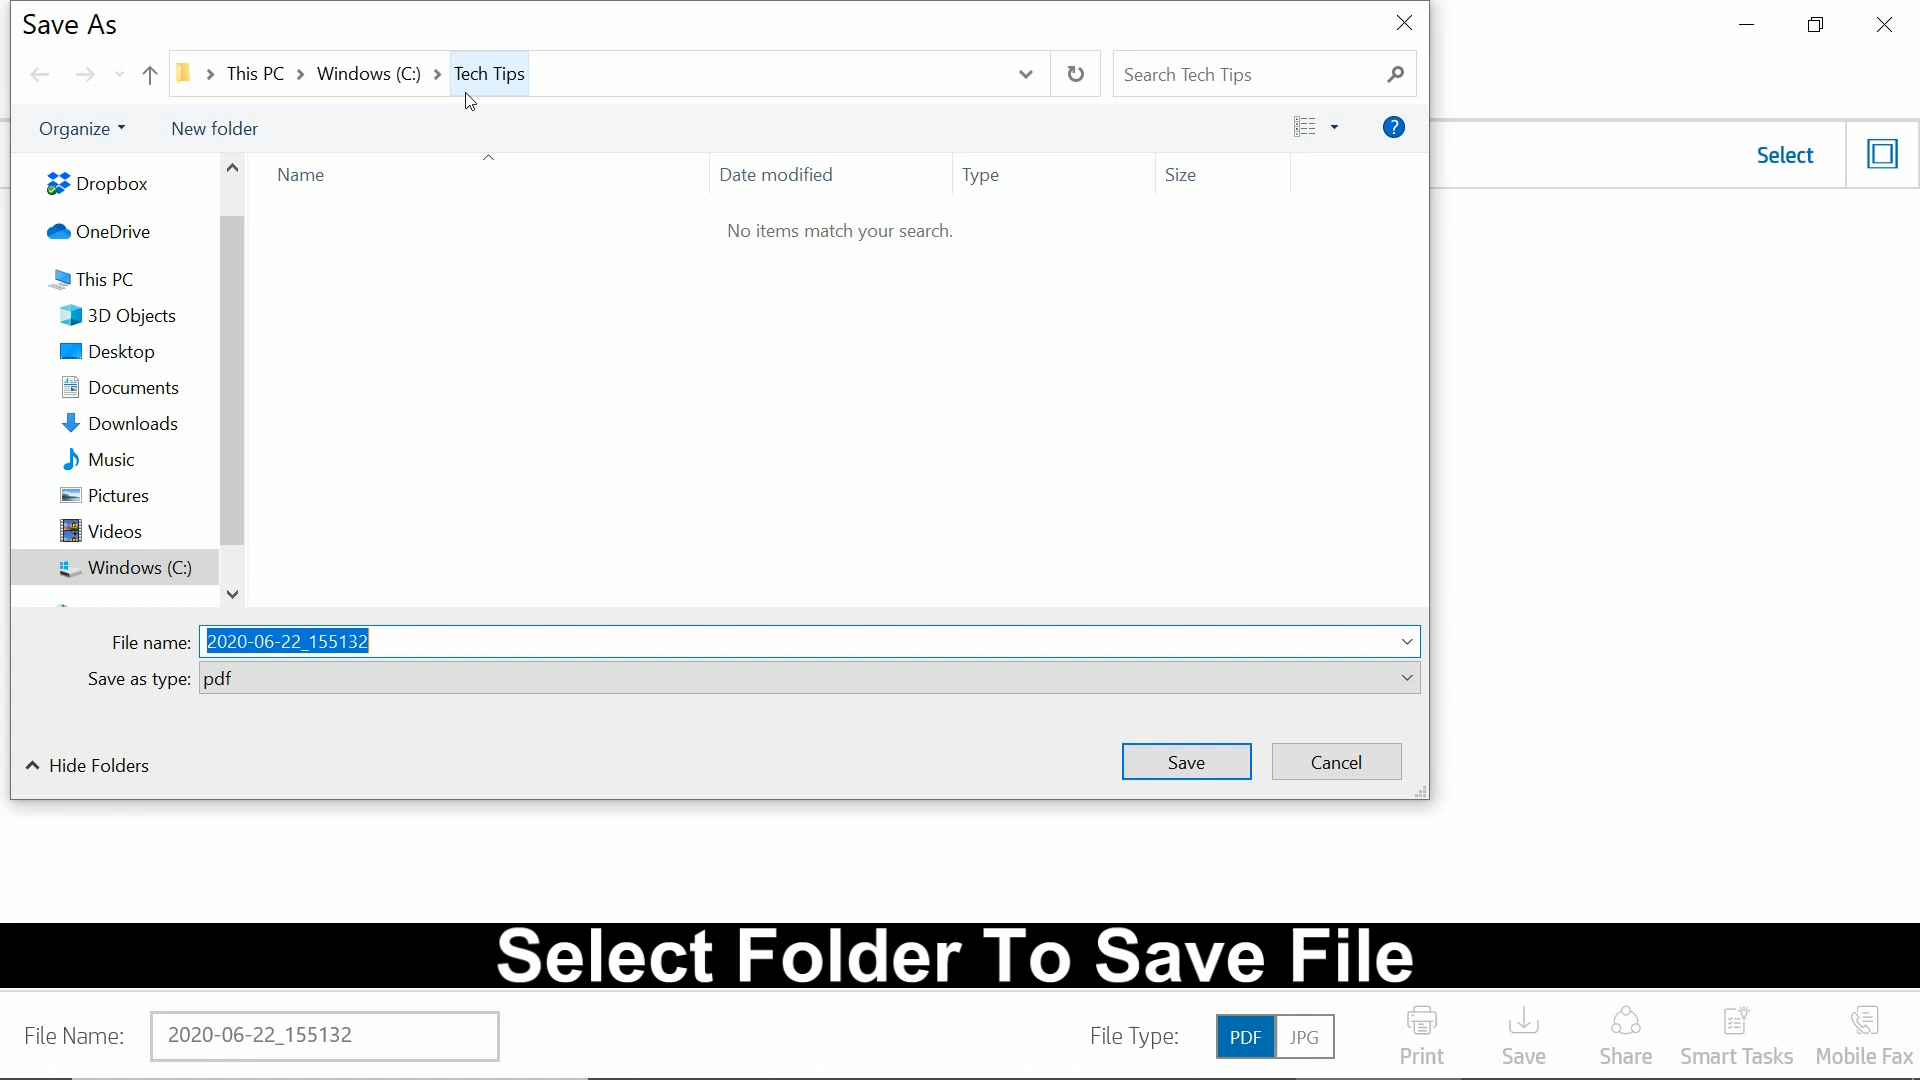 Save As
This PC > Windows (C:) > Tech Tips
Search Tech Tips
Organize
New folder
?
Select
Name
Date modified
Type
Size
No items match your search.
Dropbox
OneDrive
This PC
3D Objects
Desktop
Documents
Downloads
Music
Pictures
Videos
Windows (C:)
File name: 2020-06-22_155132
Save as type: pdf
Hide Folders
Save
Cancel
Select Folder To Save File
File Name: 2020-06-22_155132
File Type: PDF JPG
Print
Save
Share
Smart Tasks
Mobile Fax